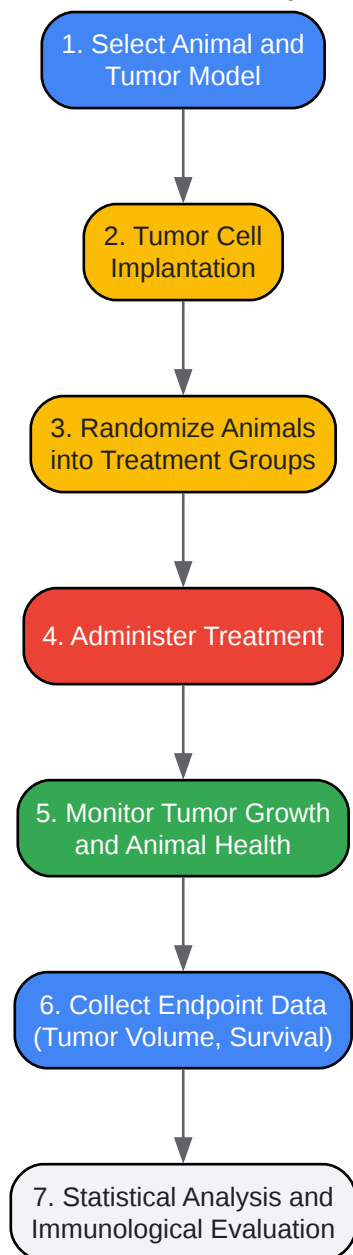 1. Select Animal and
Tumor Model
2. Tumor Cell
Implantation
3. Randomize Animals
into Treatment Groups
4. Administer Treatment
5. Monitor Tumor Growth
and Animal Health
6. Collect Endpoint Data
(Tumor Volume, Survival)
7. Statistical Analysis and
Immunological Evaluation